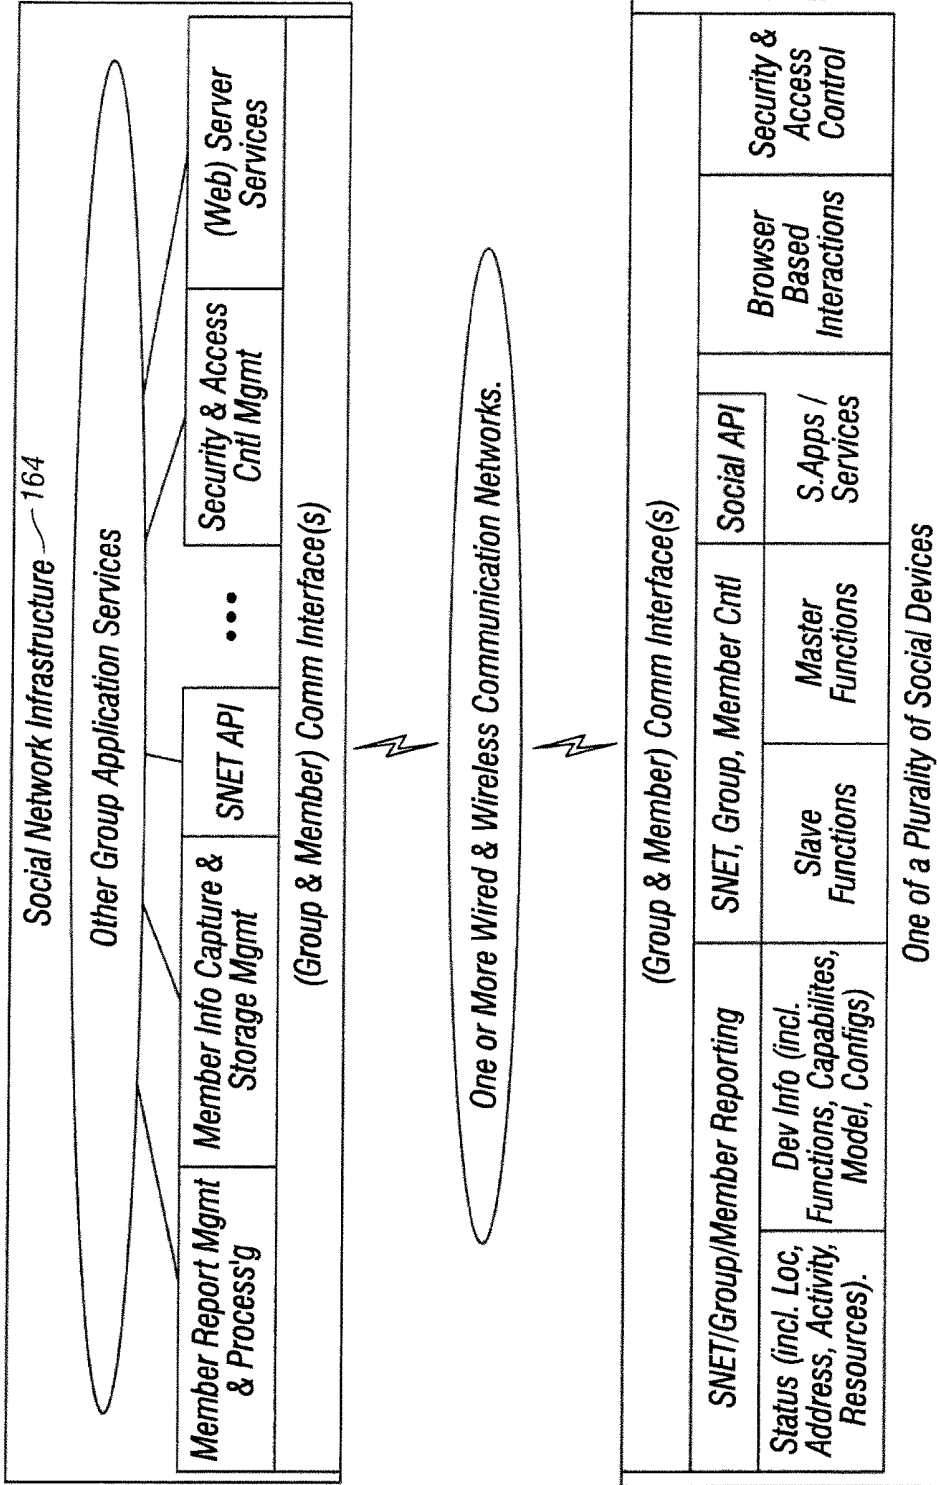 Social Network Infrastructure 164
Other Group Application Services
Member Report Mgmt
& Process'g
Member Info Capture &
Storage Mgmt
SNET API
•••
Security & Access
Cntl Mgmt
(Web) Server
Services
(Group & Member) Comm Interface(s)
One or More Wired & Wireless Communication Networks.
(Group & Member) Comm Interface(s)
SNET/Group/Member Reporting
SNET, Group, Member Cntl
Social API
Status (incl. Loc,
Address, Activity,
Resources).
Dev Info (incl.
Functions, Capabilites,
Model, Configs)
Slave
Functions
Master
Functions
S.Apps /
Services
Browser
Based
Interactions
Security &
Access
Control
One of a Plurality of Social Devices